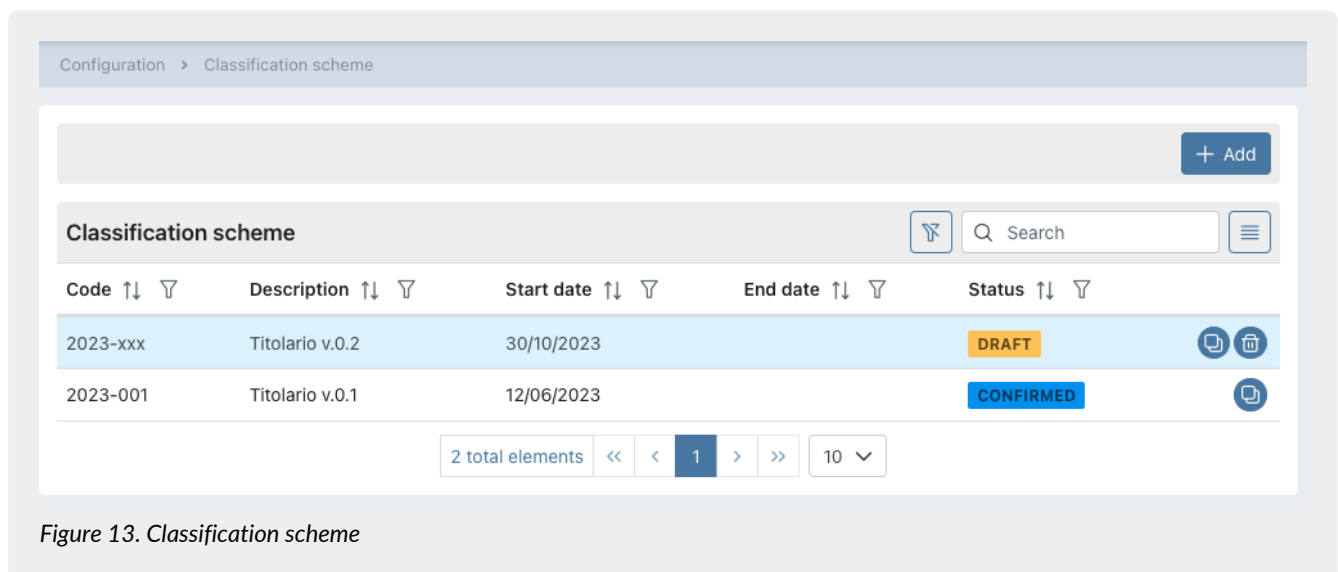 Configuration > Classification scheme
+ Add
Classification scheme Search
Code Description Start date End date Status
2023-xxx Titolario v.0.2 30/10/2023 DRAFT
2023-001 Titolario v.0.1 12/06/2023 CONFIRMED
2 total elements << < 1 > >> 10
Figure 13. Classification scheme